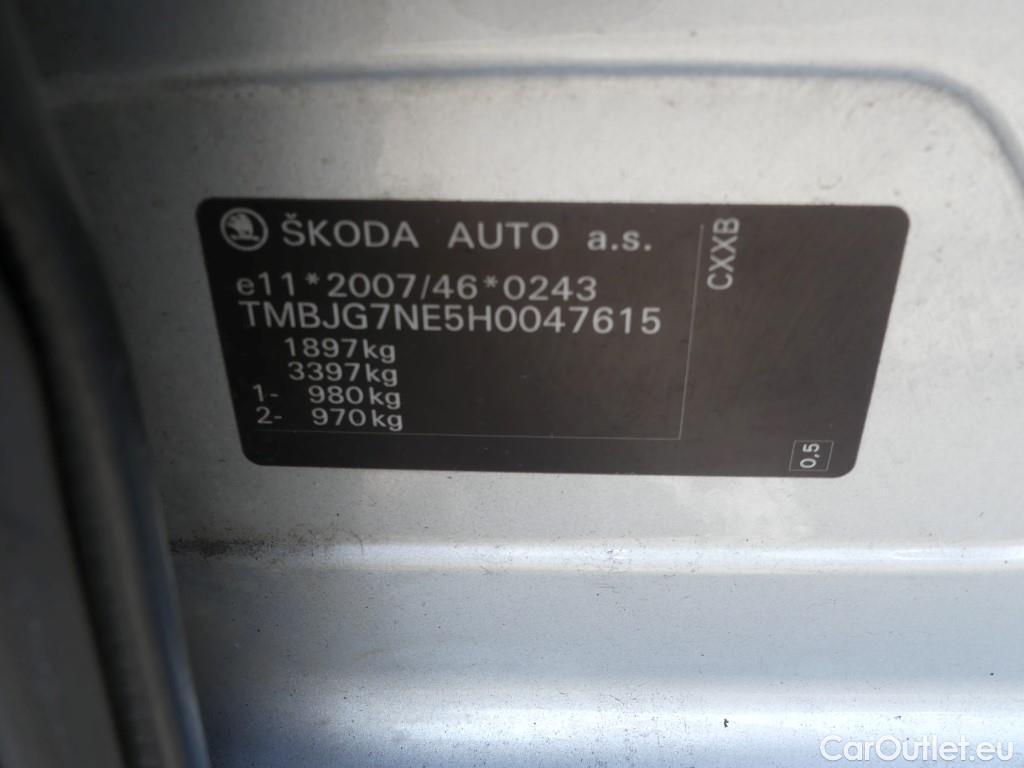 ŠKODA AUTO a.s.
e11*2007/46*0243
TMBJG7NE5H0047615
1897kg
3397kg
1- 980kg
2- 970kg
CXXB
0,5
CarOutlet.eu